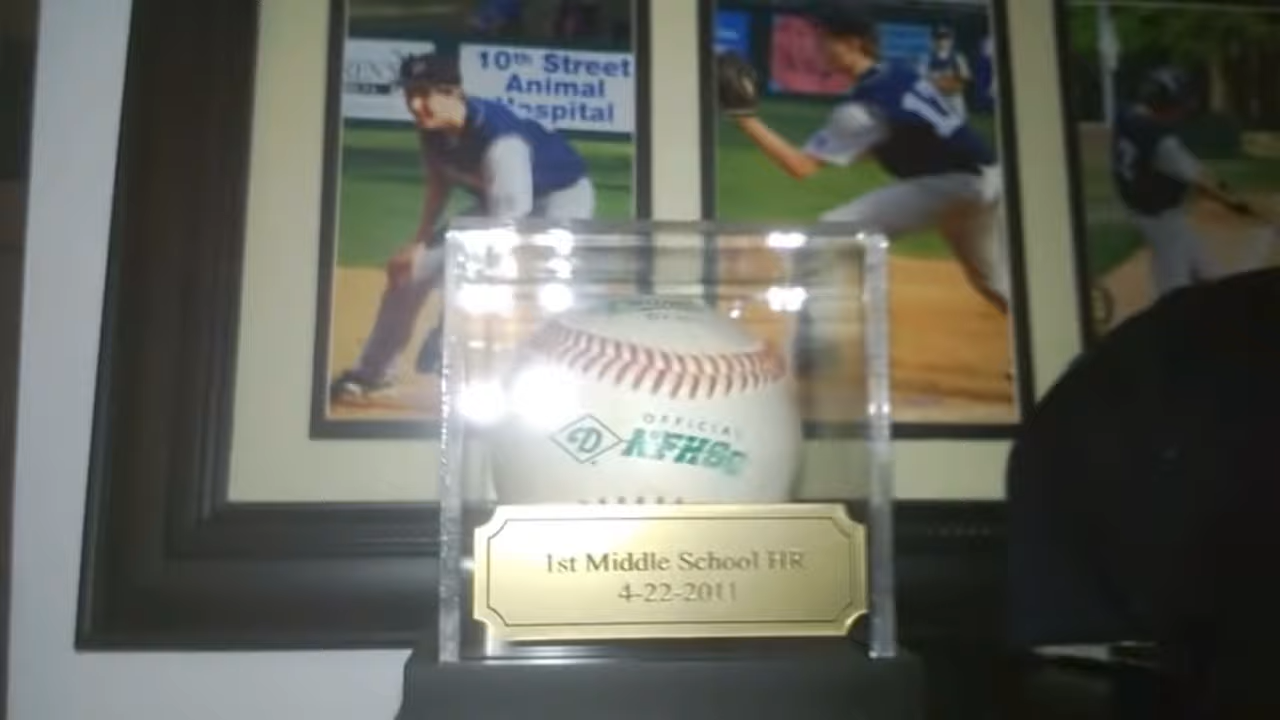 10th Street
Animal
Hospital
OFFICIAL
NFHS
1st Middle School HR
4-22-2011